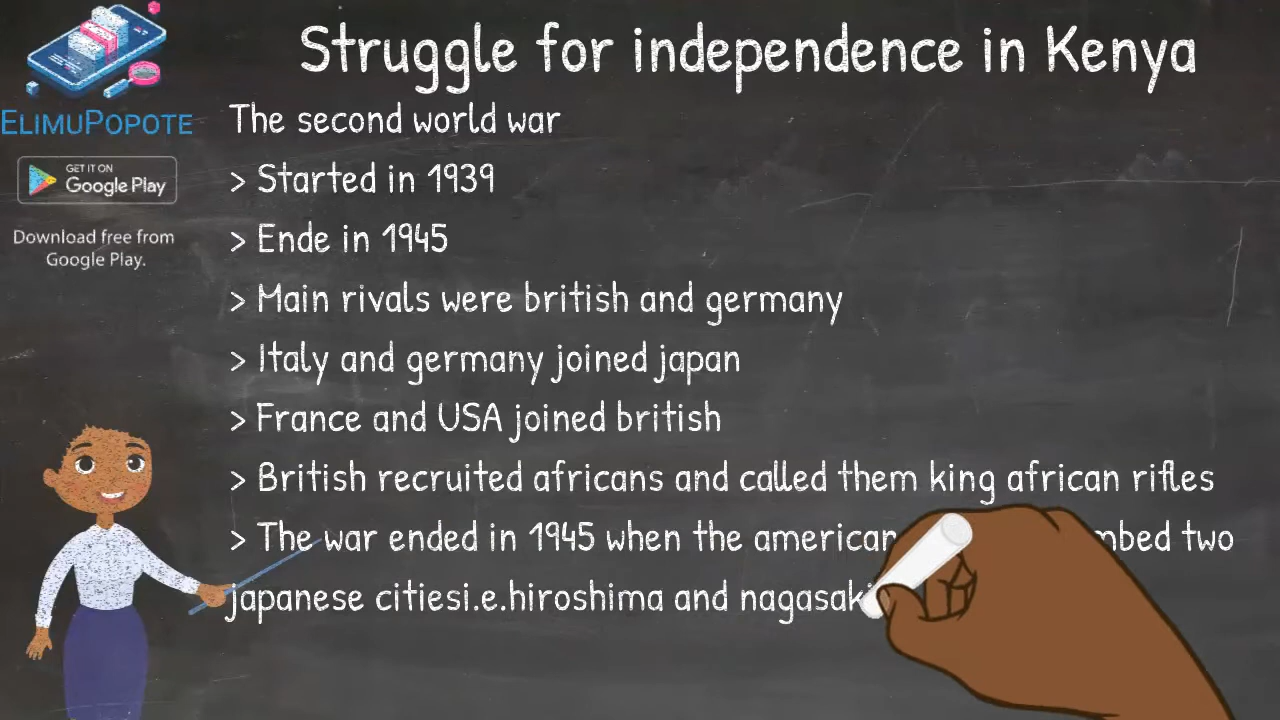 Struggle for independence in Kenya
ELIMUPOPOTE
GET IT ON
Google Play
Download free from
Google Play.
The second world war
> Started in 1939
> Ende in 1945
> Main rivals were british and germany
> Italy and germany joined japan
> France and USA joined british
> British recruited africans and called them king african rifles
> The war ended in 1945 when the american two
japanese citiesi.e.hiroshima and